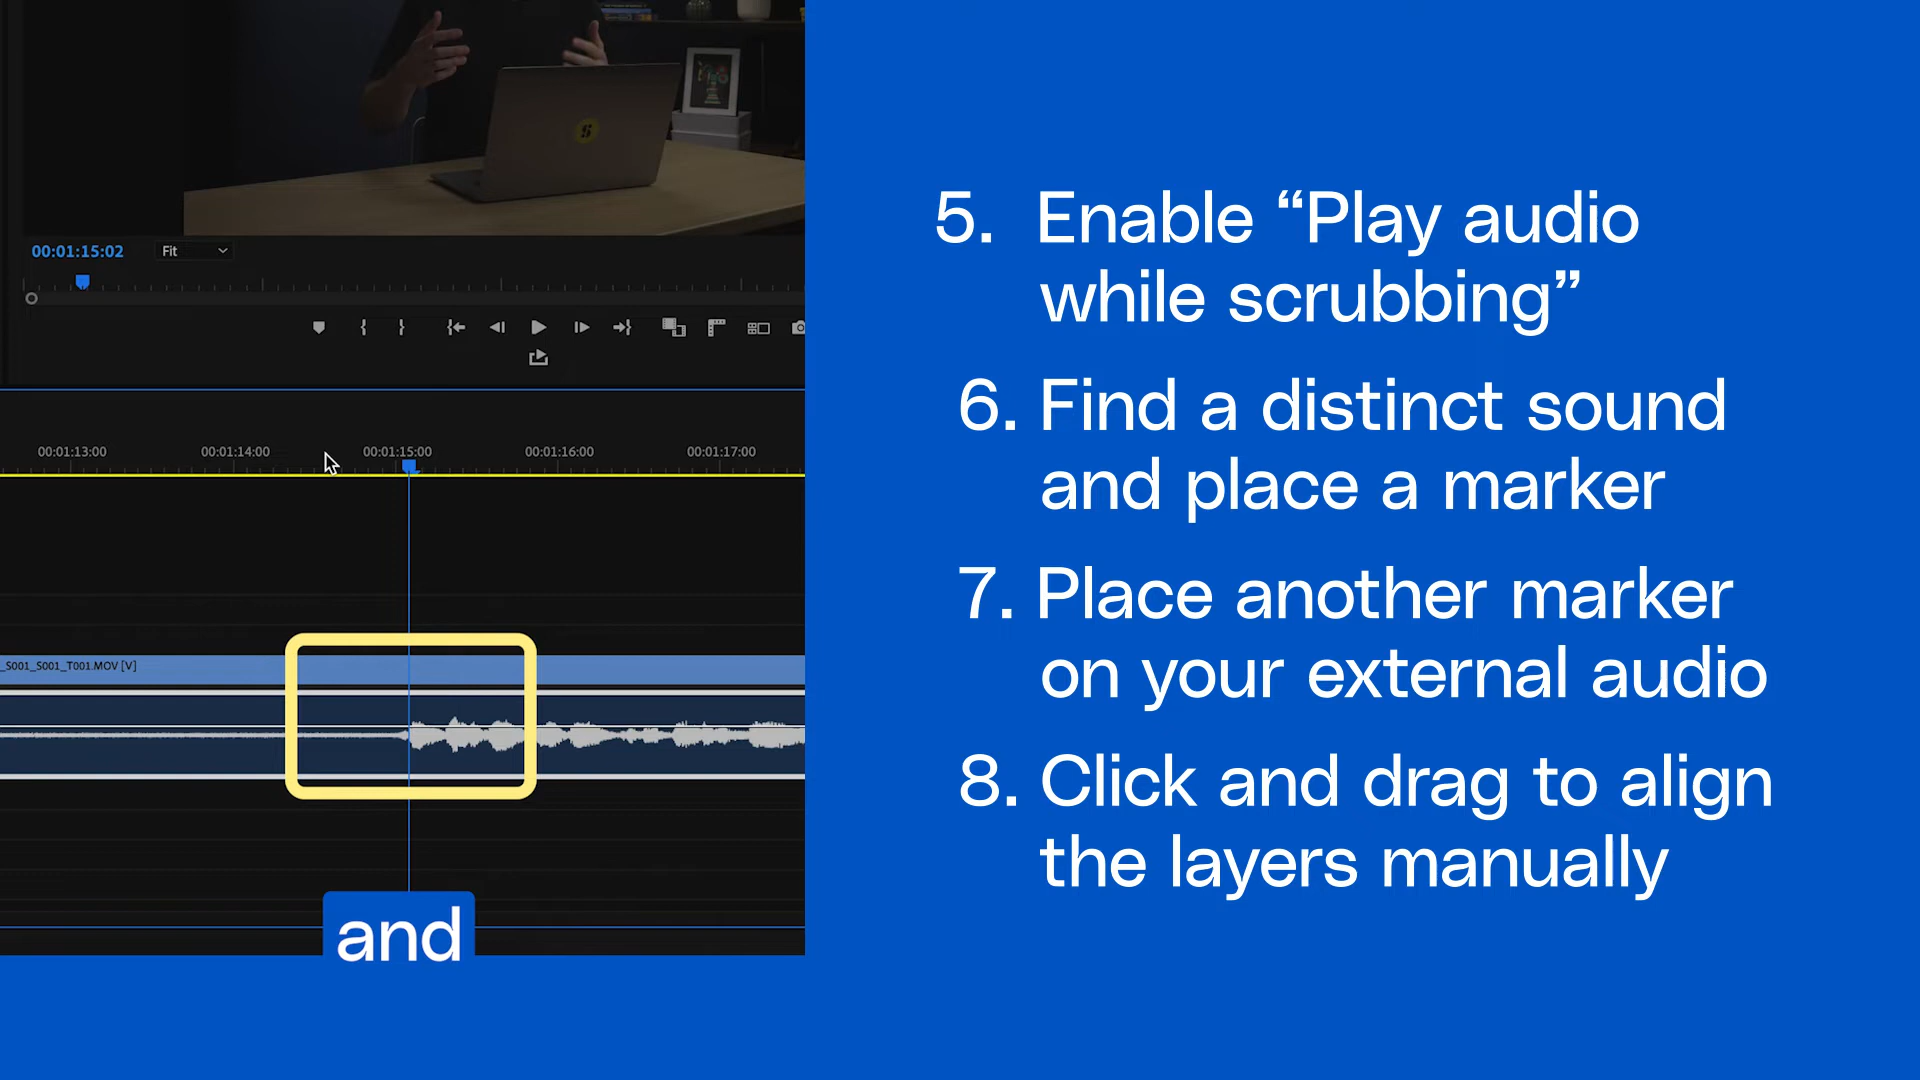 00:01:15:02
Fit
00:01:13:00
00:01:14:00
00:01:15:00
00:01:16:00
00:01:17:00
_S001_S001_T001.MOV [V]
and
5. Enable “Play audio
while scrubbing”
6. Find a distinct sound
and place a marker
7. Place another marker
on your external audio
8. Click and drag to align
the layers manually